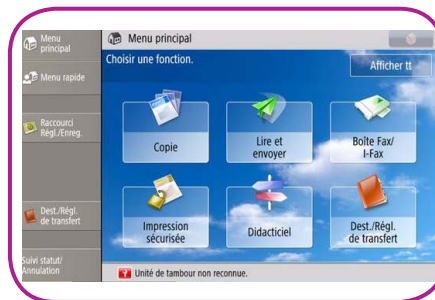 Menu
principal
Menu rapide
Raccourci
Régl./Enreg.
Dest./Régl.
de transfert
Suivi statut/
Annulation
Menu principal
Choisir une fonction.
Afficher tt
Copie
Lire et
envoyer
Boîte Fax/
I-Fax
Impression
sécurisée
Didacticiel
Dest./Régl.
de transfert
Unité de tambour non reconnue.